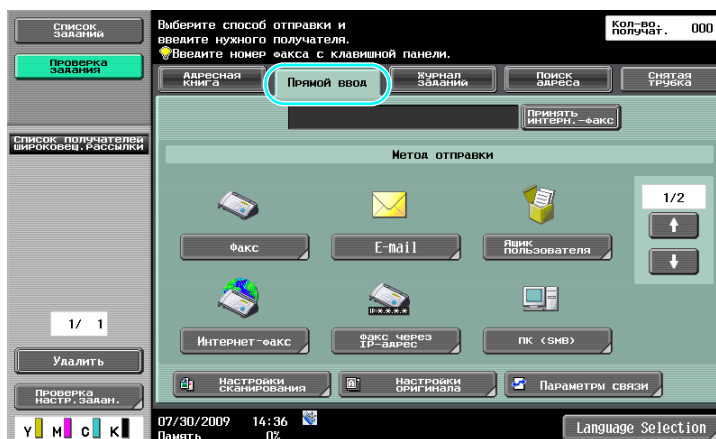 Список
заданий
Проверка
задания
Список получателей
широковещ.рассылки
1/ 1
Удалить
Проверка
настр.задан.
Y M C K
Выберите способ отправки и
введите нужного получателя.
Введите номер факса с клавишной панели.
Кол-во.
получат. 000
Адресная
книга
Прямой ввод
Журнал
заданий
Поиск
адреса
Снятая
трубка
Принять
интерн.-факс
Метод отправки
Факс
E-mail
Ящик
пользователя
1/2
Интернет-факс
IP-*.*.*.*
Факс через
IP-адрес
ПК (SMB)
Настройки
сканирования
Настройки
оригинала
Параметры связи
07/30/2009 14:36
Память 0%
Language Selection